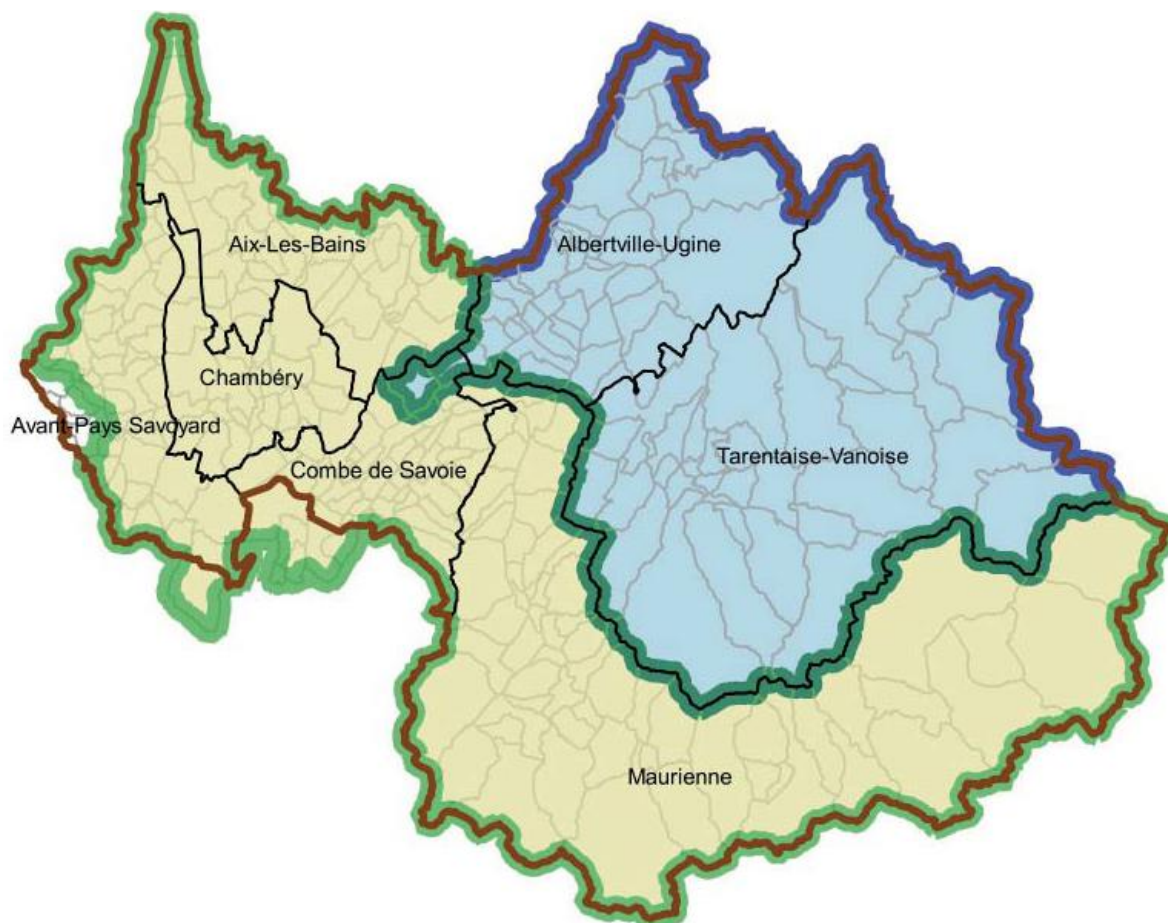 Aix-Les-Bains
Albertville-Ugine
Chambéry
Avant-Pays Savoyard
Combe de Savoie
Tarentaise-Vanoise
Maurienne